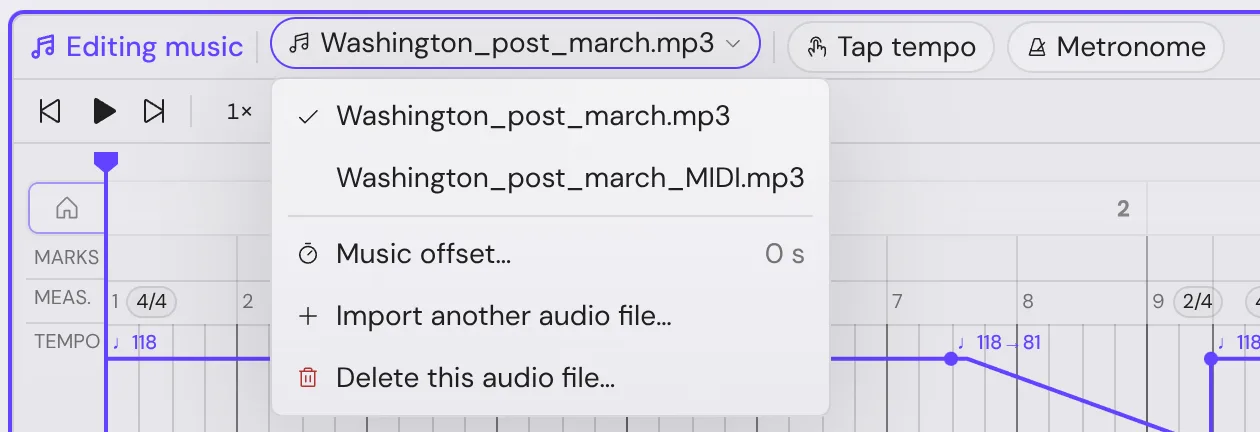 Editing music Washington_post_march.mp3 Tap tempo Metronome
1×
Washington_post_march.mp3
Washington_post_march_MIDI.mp3
2
MARKS
Music offset... 0 s
MEAS. 1 4/4 2 7 8 9 2/4
Import another audio file...
TEMPO ♩118 ♩118→81 ♩118
Delete this audio file...